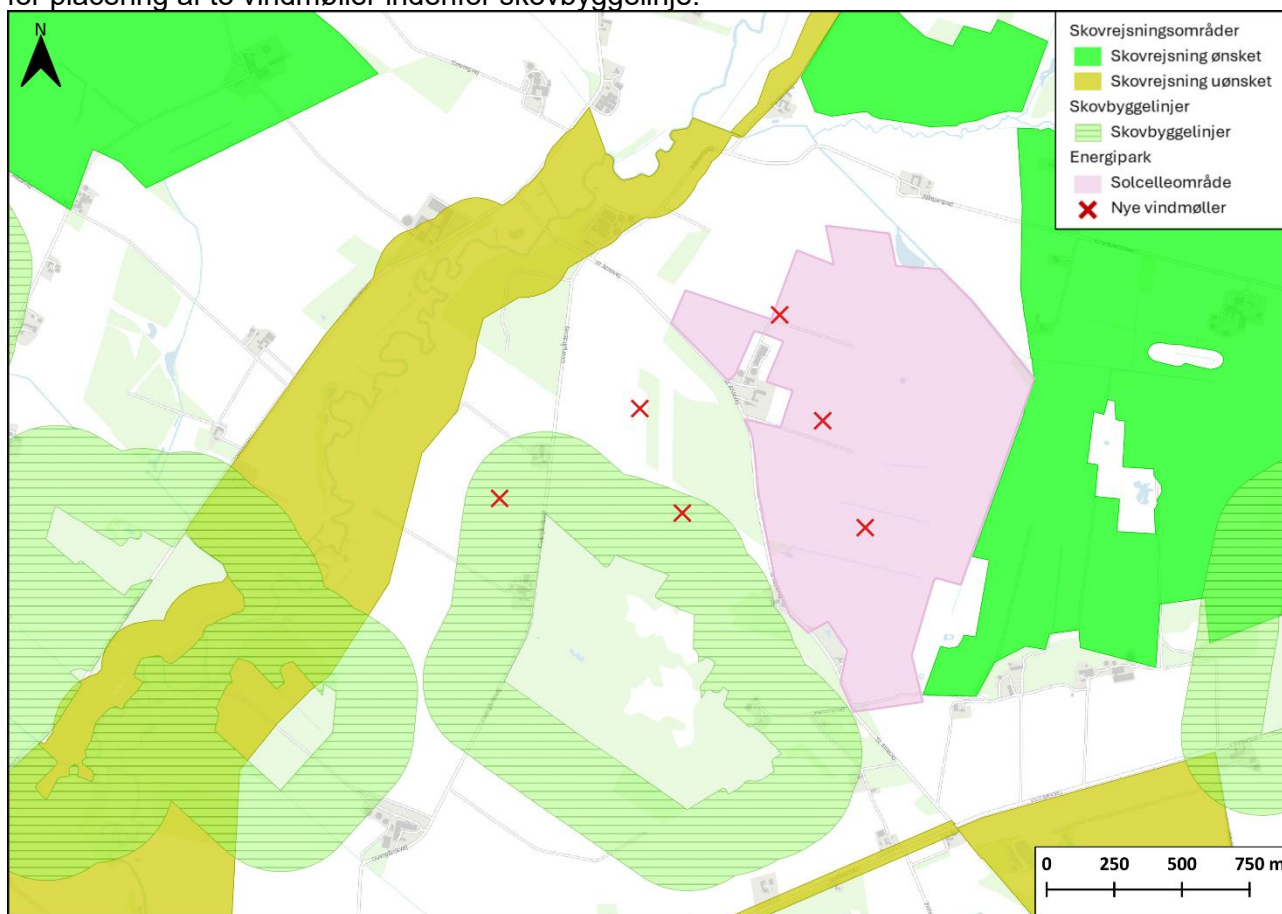 for placering af to vindmøller indenfor skovbyggelinje.
N
Skovrejsningsområder
Skovrejsning ønsket
Skovrejsning uønsket
Skovbyggelinjer
Skovbyggelinjer
Energipark
Solcelleområde
Nye vindmøller
0 250 500 750 m